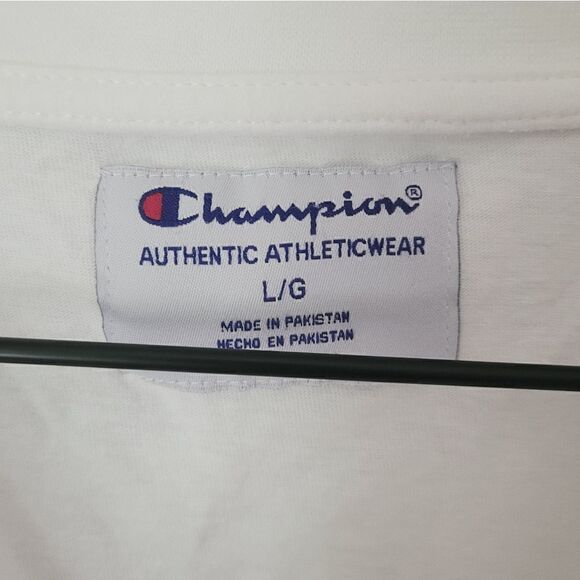 Champion®
AUTHENTIC ATHLETICWEAR
L/G
MADE IN PAKISTAN
HECHO EN PAKISTAN